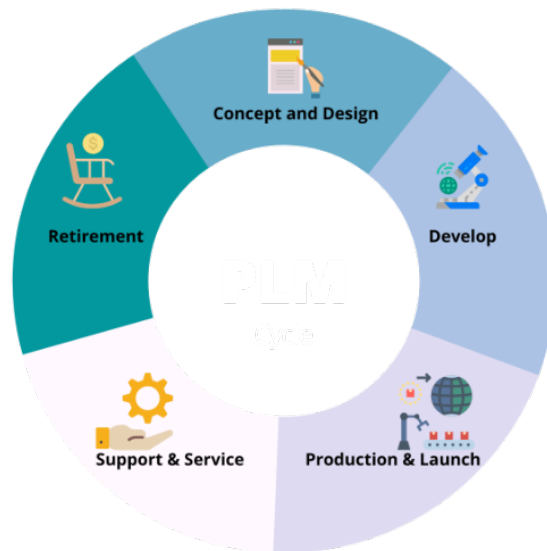 Concept and Design
Develop
Production & Launch
Support & Service
Retirement
PLM
Cycle
$